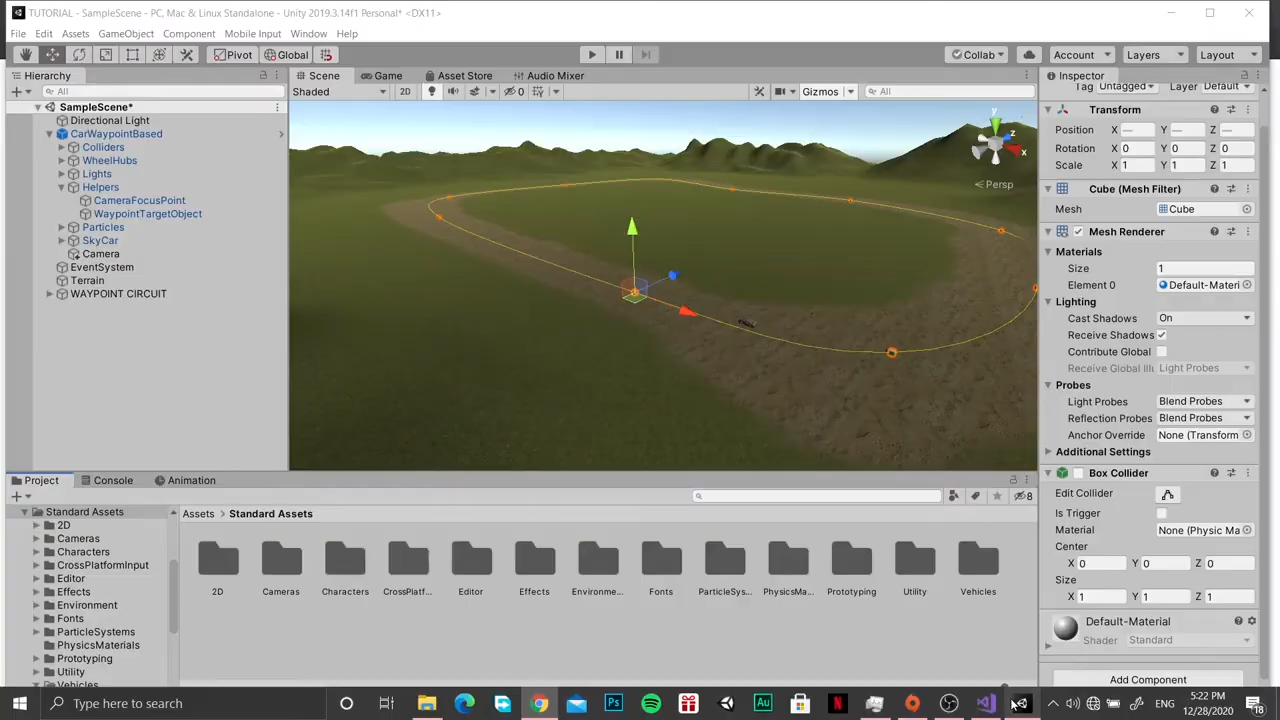 TUTORIAL - SampleScene - PC, Mac & Linux Standalone - Unity 2019.3.14f1 Personal* <DX11>
File Edit Assets GameObject Component Mobile Input Window Help
Pivot Global Collab Account Layers Layout
Hierarchy
All
SampleScene*
Directional Light
CarWaypointBased
Colliders
WheelHubs
Lights
Helpers
CameraFocusPoint
WaypointTargetObject
Particles
SkyCar
Camera
EventSystem
Terrain
WAYPOINT CIRCUIT
Scene Game Asset Store Audio Mixer
Shaded 2D 0 Gizmos All
y
z
x
Persp
Inspector
Tag Untagged Layer Default
Transform
Position X — Y — Z —
Rotation X 0 Y 0 Z 0
Scale X 1 Y 1 Z 1
Cube (Mesh Filter)
Mesh Cube
Mesh Renderer
Materials
Size 1
Element 0 Default-Materi
Lighting
Cast Shadows On
Receive Shadows
Contribute Global
Receive Global Illu Light Probes
Probes
Light Probes Blend Probes
Reflection Probes Blend Probes
Anchor Override None (Transform
Additional Settings
Box Collider
Edit Collider
Is Trigger
Material None (Physic Ma
Center
X 0 Y 0 Z 0
Size
X 1 Y 1 Z 1
Default-Material
Shader Standard
Add Component
Project Console Animation
8
Standard Assets
2D
Cameras
Characters
CrossPlatformInput
Editor
Effects
Environment
Fonts
ParticleSystems
PhysicsMaterials
Prototyping
Utility
Vehicles
Assets > Standard Assets
2D Cameras Characters CrossPlatf... Editor Effects Environme... Fonts ParticleSys... PhysicsMa... Prototyping Utility Vehicles
Type here to search
Ps
Au
N
ENG
5:22 PM
12/28/2020
18